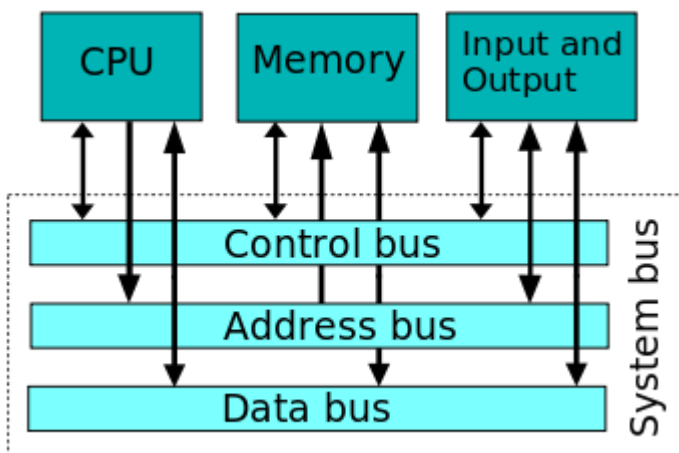 CPU
Memory
Input and
Output
Control bus
Address bus
Data bus
System bus